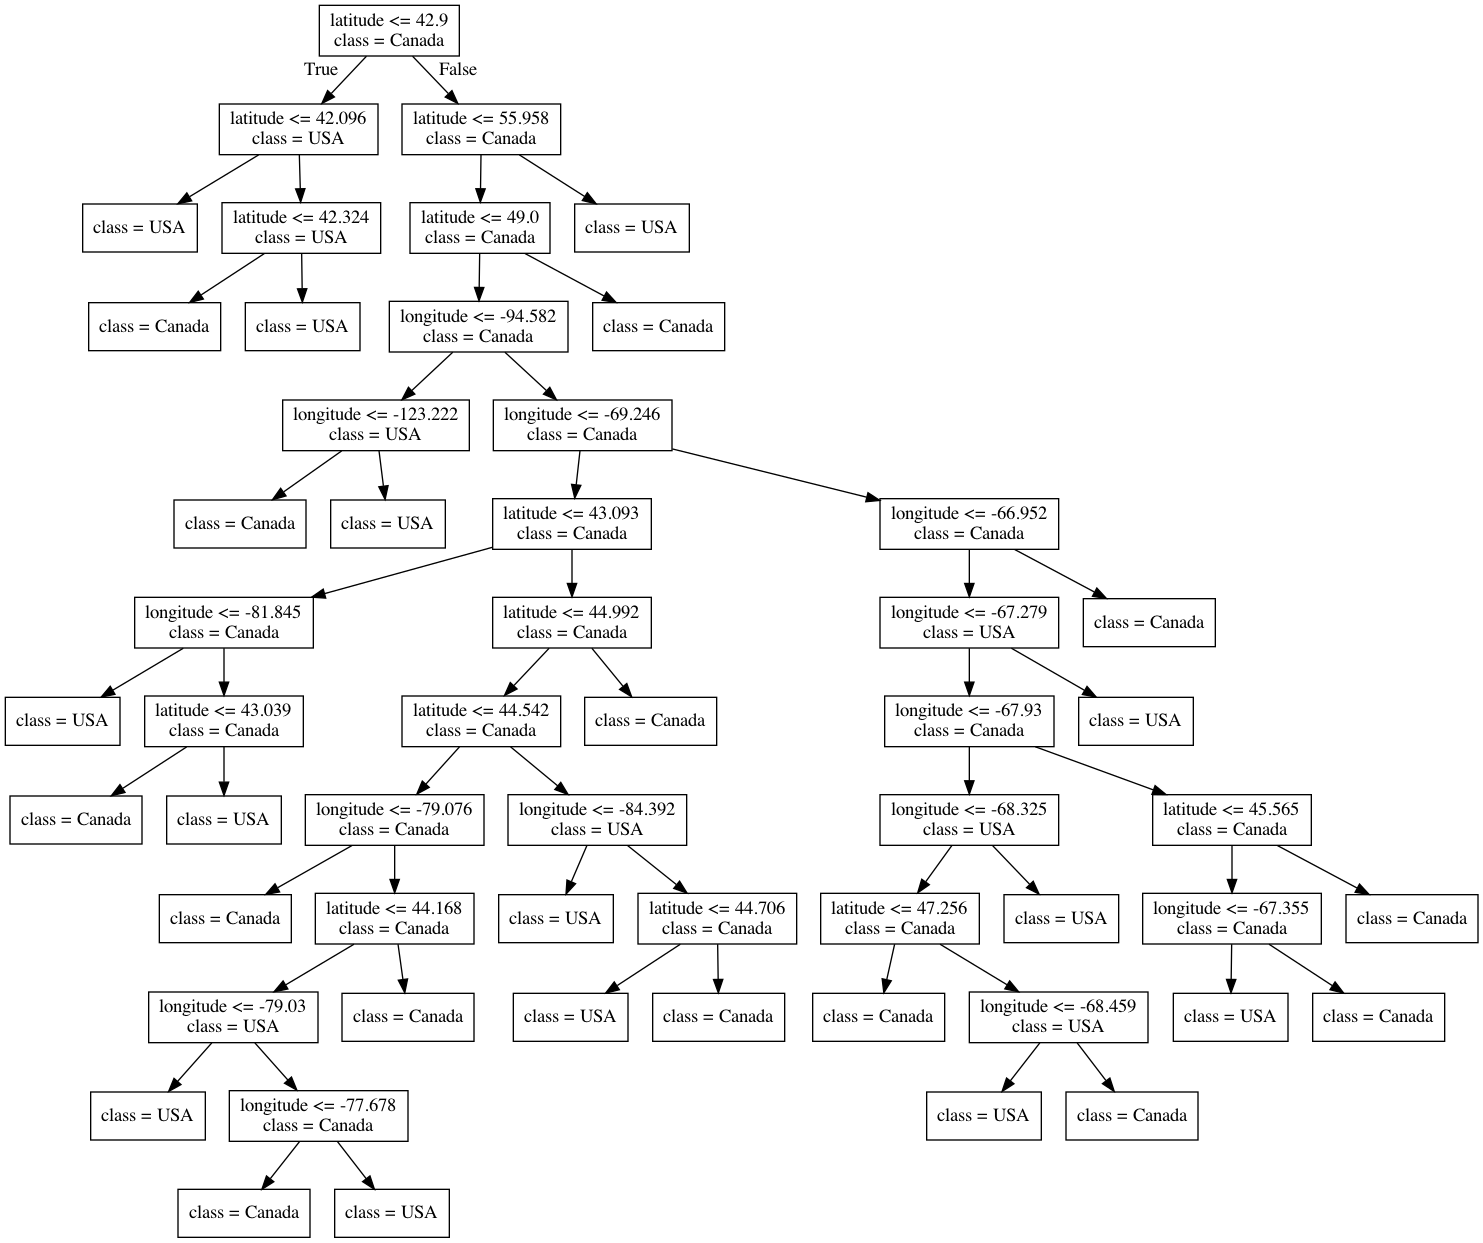 latitude <= 42.9
class = Canada
True
False
latitude <= 42.096
class = USA
latitude <= 55.958
class = Canada
class = USA
latitude <= 42.324
class = USA
latitude <= 49.0
class = Canada
class = USA
class = Canada
class = USA
longitude <= -94.582
class = Canada
class = Canada
longitude <= -123.222
class = USA
longitude <= -69.246
class = Canada
class = Canada
class = USA
latitude <= 43.093
class = Canada
longitude <= -66.952
class = Canada
longitude <= -81.845
class = Canada
latitude <= 44.992
class = Canada
longitude <= -67.279
class = USA
class = Canada
class = USA
latitude <= 43.039
class = Canada
latitude <= 44.542
class = Canada
class = Canada
longitude <= -67.93
class = Canada
class = USA
class = Canada
class = USA
longitude <= -79.076
class = Canada
longitude <= -84.392
class = USA
longitude <= -68.325
class = USA
latitude <= 45.565
class = Canada
class = Canada
latitude <= 44.168
class = Canada
class = USA
latitude <= 44.706
class = Canada
latitude <= 47.256
class = Canada
class = USA
longitude <= -67.355
class = Canada
class = Canada
longitude <= -79.03
class = USA
class = Canada
class = USA
class = Canada
class = Canada
longitude <= -68.459
class = USA
class = USA
class = Canada
class = USA
longitude <= -77.678
class = Canada
class = USA
class = Canada
class = Canada
class = USA